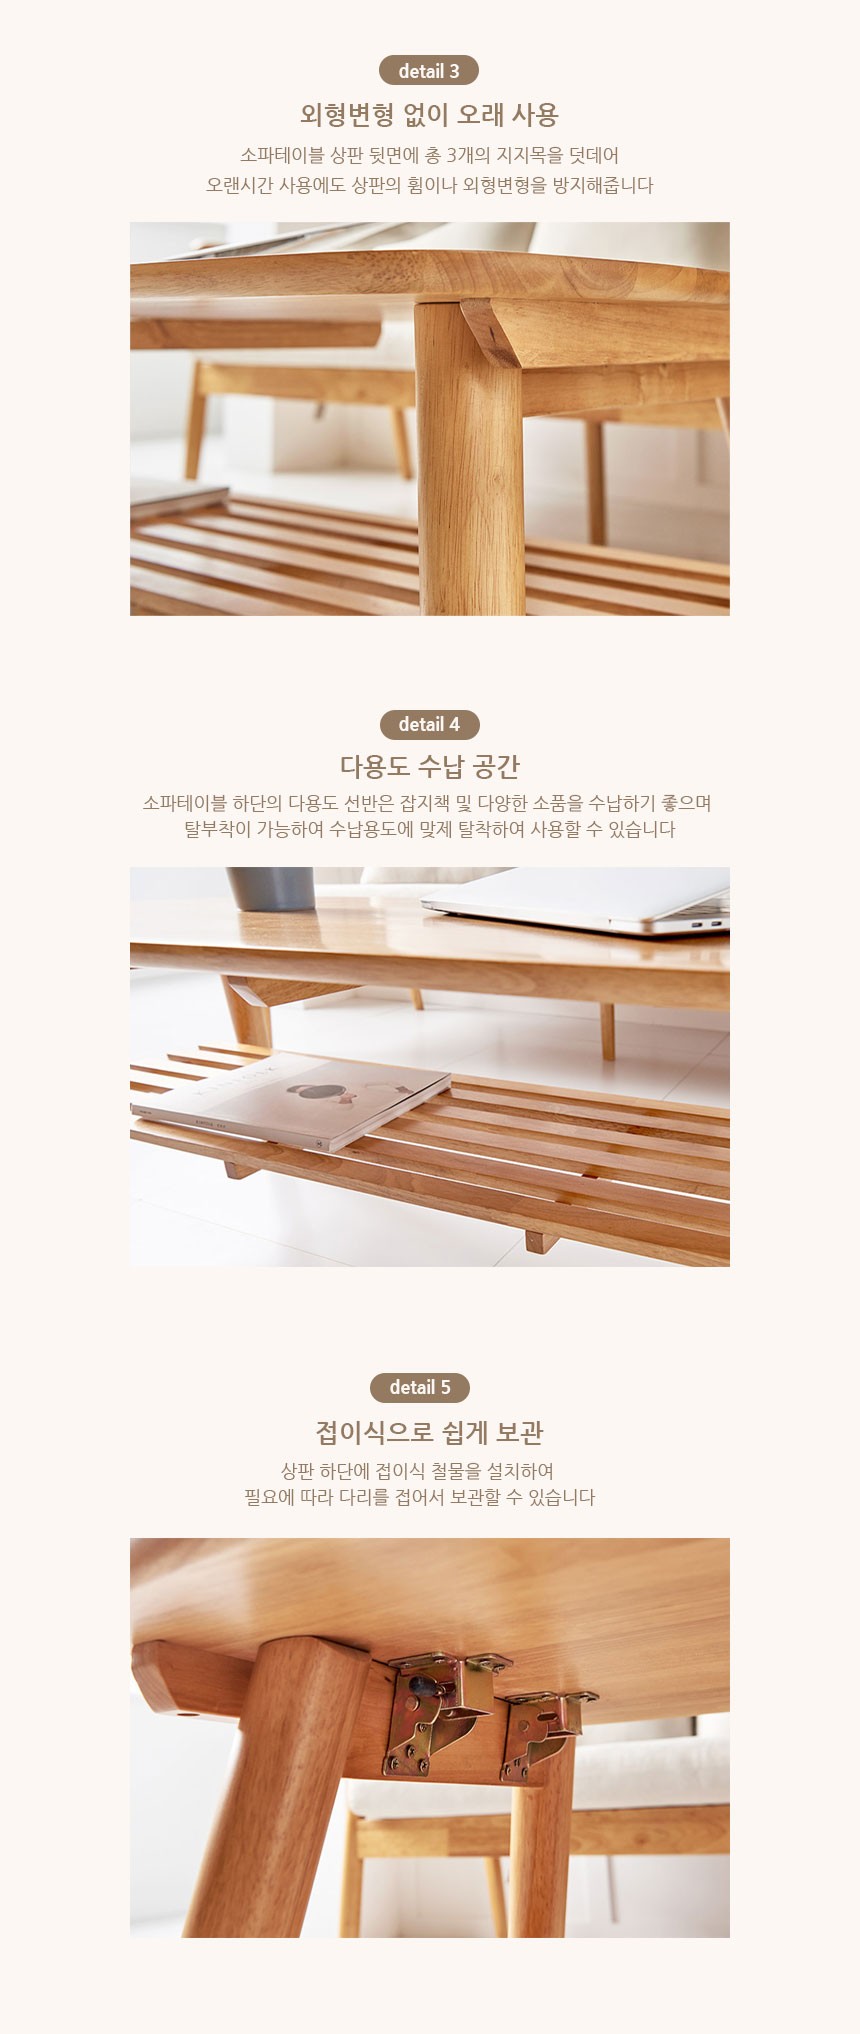 detail 3
외형변형 없이 오래 사용
소파테이블 상판 뒷면에 총 3개의 지지목을 덧데어
오랜시간 사용에도 상판의 휨이나 외형변형을 방지해줍니다
detail 4
다용도 수납 공간
소파테이블 하단의 다용도 선반은 잡지책 및 다양한 소품을 수납하기 좋으며
탈부착이 가능하여 수납용도에 맞제 탈착하여 사용할 수 있습니다
detail 5
접이식으로 쉽게 보관
상판 하단에 접이식 철물을 설치하여
필요에 따라 다리를 접어서 보관할 수 있습니다